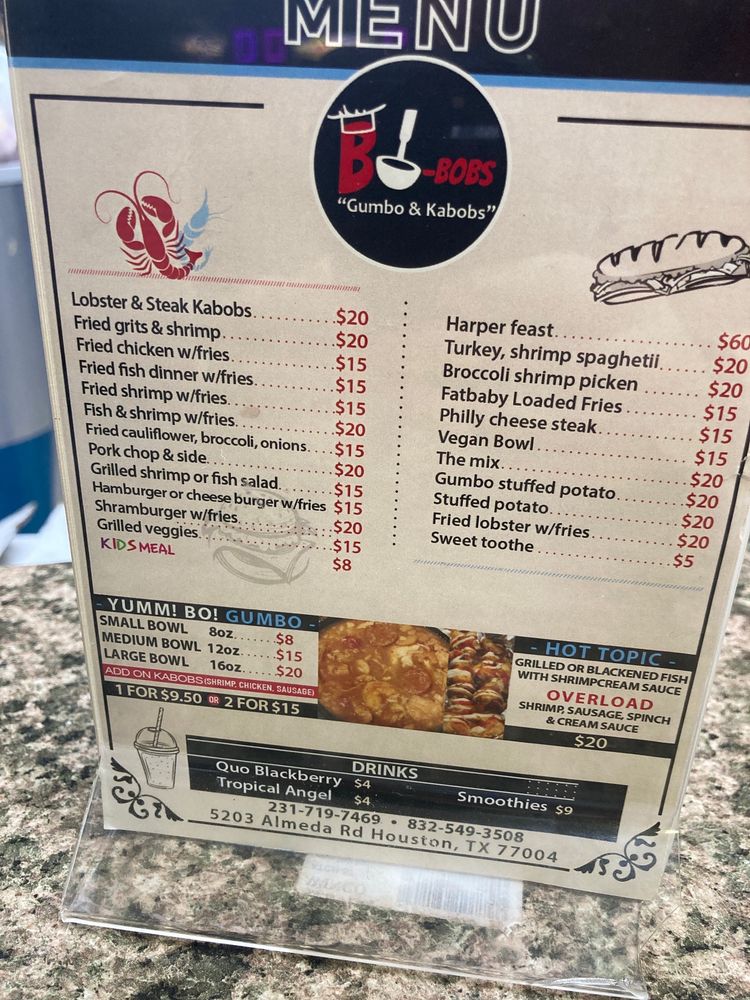 MENU
BO-BOBS
"Gumbo & Kabobs"
Lobster & Steak Kabobs..........$20
Fried grits & shrimp..............$20
Fried chicken w/fries.............$15
Fried fish dinner w/fries.........$15
Fried shrimp w/fries..............$15
Fish & shrimp w/fries.............$20
Fried cauliflower, broccoli, onions....$15
Pork chop & side..................$20
Grilled shrimp or fish salad.......$15
Hamburger or cheese burger w/fries $15
Shramburger w/fries...............$20
Grilled veggies...................$15
KIDS MEAL $8
Harper feast......................$60
Turkey, shrimp spaghetii.......$20
Broccoli shrimp picken.........$20
Fatbaby Loaded Fries...........$15
Philly cheese steak.............$15
Vegan Bowl......................$15
The mix..........................$20
Gumbo stuffed potato..........$20
Stuffed potato..................$20
Fried lobster w/fries...........$20
Sweet toothe...................$5
- YUMM! BO! GUMBO -
SMALL BOWL 8oz......$8
MEDIUM BOWL 12oz......$15
LARGE BOWL 16oz......$20
ADD ON KABOBS (SHRIMP, CHICKEN, SAUSAGE)
1 FOR $9.50 OR 2 FOR $15
- HOT TOPIC -
GRILLED OR BLACKENED FISH
WITH SHRIMPCREAM SAUCE
OVERLOAD
SHRIMP, SAUSAGE, SPINCH
& CREAM SAUCE
$20
DRINKS
Quo Blackberry $4
Tropical Angel $4
Smoothies $9
231-719-7469 • 832-549-3508
5203 Almeda Rd Houston, TX 77004